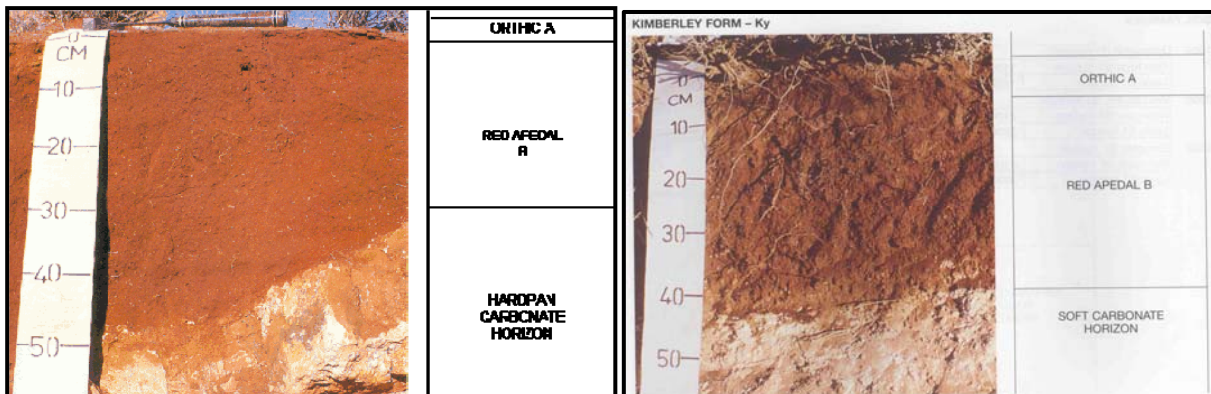 0
CM
10
20
30
40
50
ORTHIC A
RED APEDAL
B
HARDPAN
CARBONATE
HORIZON
KIMBERLEY FORM – Ky
0
CM
10
20
30
40
50
ORTHIC A
RED APEDAL B
SOFT CARBONATE
HORIZON